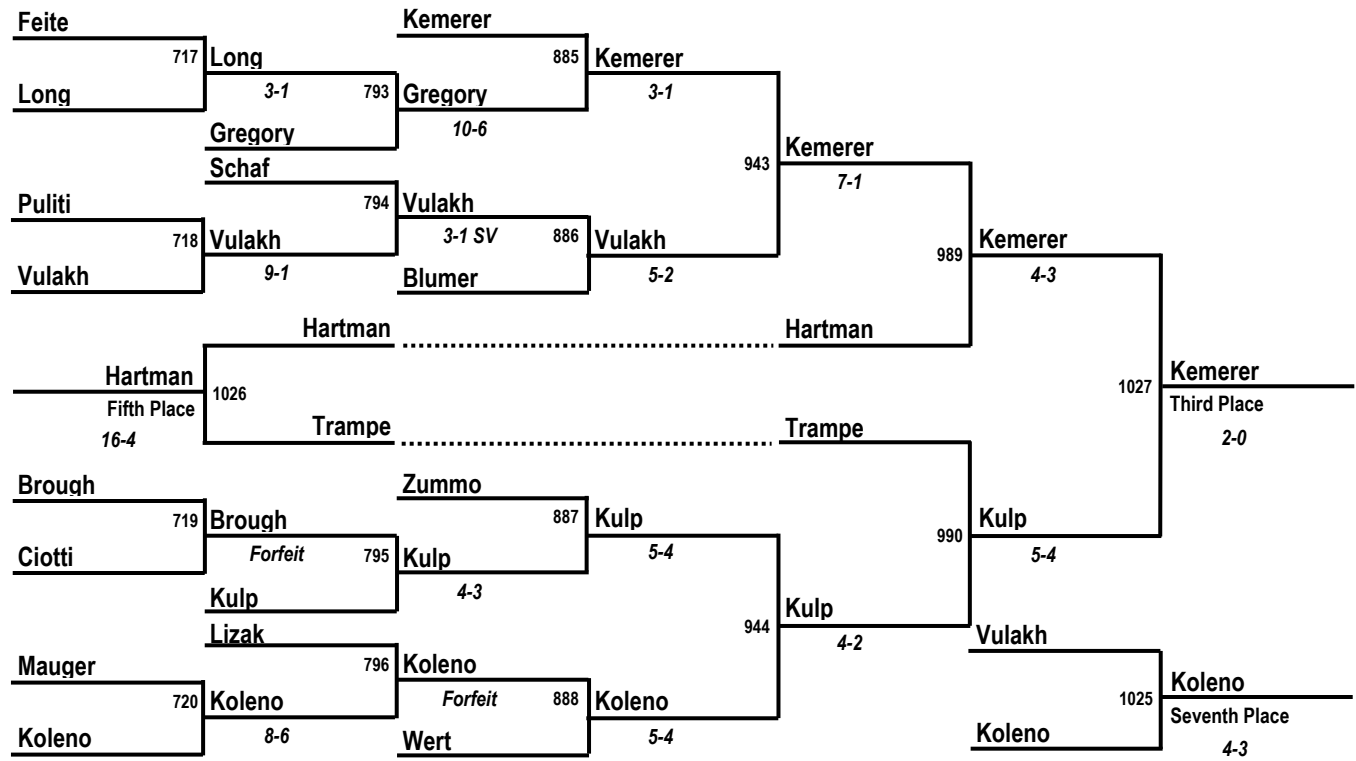 Feite Kemerer
717 Long 885 Kemerer
Long 3-1 793 Gregory 3-1
Gregory 10-6
Schaf 943 Kemerer
7-1
Puliti 794 Vulakh
718 Vulakh 3-1 SV 886 Vulakh 989 Kemerer
Vulakh 9-1 Blumer 5-2 4-3
Hartman Hartman
Hartman 1026 1027 Kemerer
Fifth Place Third Place
16-4 Trampe Trampe 2-0
Brough Zummo
719 Brough 887 Kulp 990 Kulp
Ciotti Forfeit 795 Kulp 5-4 5-4
Kulp 4-3
Lizak 944 Kulp Vulakh
4-2
Mauger 796 Koleno
720 Koleno Forfeit 888 Koleno 1025 Koleno
Seventh Place
Koleno 8-6 Wert 5-4 Koleno 4-3